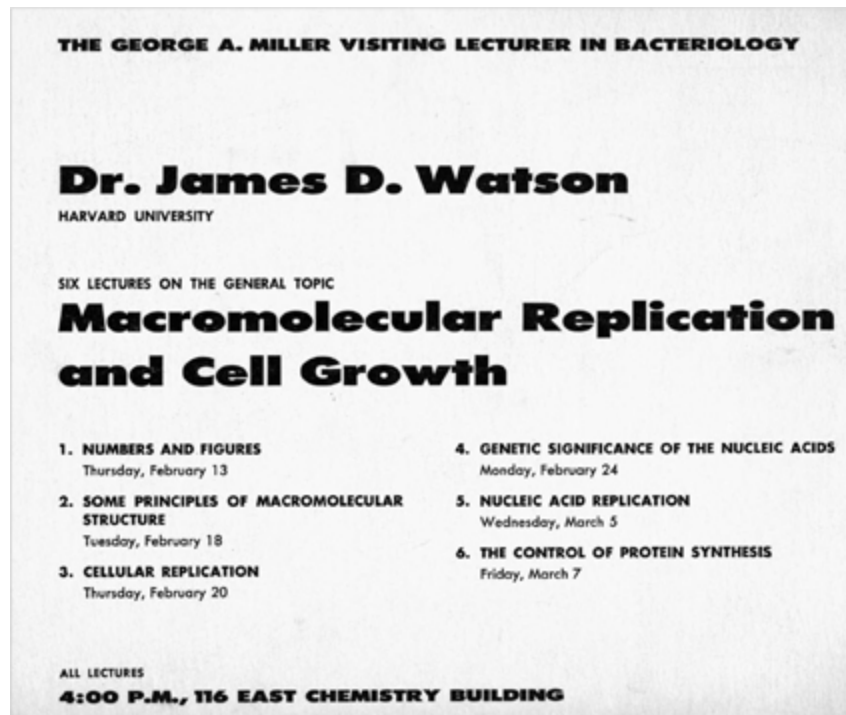 THE GEORGE A. MILLER VISITING LECTURER IN BACTERIOLOGY
Dr. James D. Watson
HARVARD UNIVERSITY
SIX LECTURES ON THE GENERAL TOPIC
Macromolecular Replication
and Cell Growth
1. NUMBERS AND FIGURES
Thursday, February 13
2. SOME PRINCIPLES OF MACROMOLECULAR
STRUCTURE
Tuesday, February 18
3. CELLULAR REPLICATION
Thursday, February 20
4. GENETIC SIGNIFICANCE OF THE NUCLEIC ACIDS
Monday, February 24
5. NUCLEIC ACID REPLICATION
Wednesday, March 5
6. THE CONTROL OF PROTEIN SYNTHESIS
Friday, March 7
ALL LECTURES
4:00 P.M., 116 EAST CHEMISTRY BUILDING